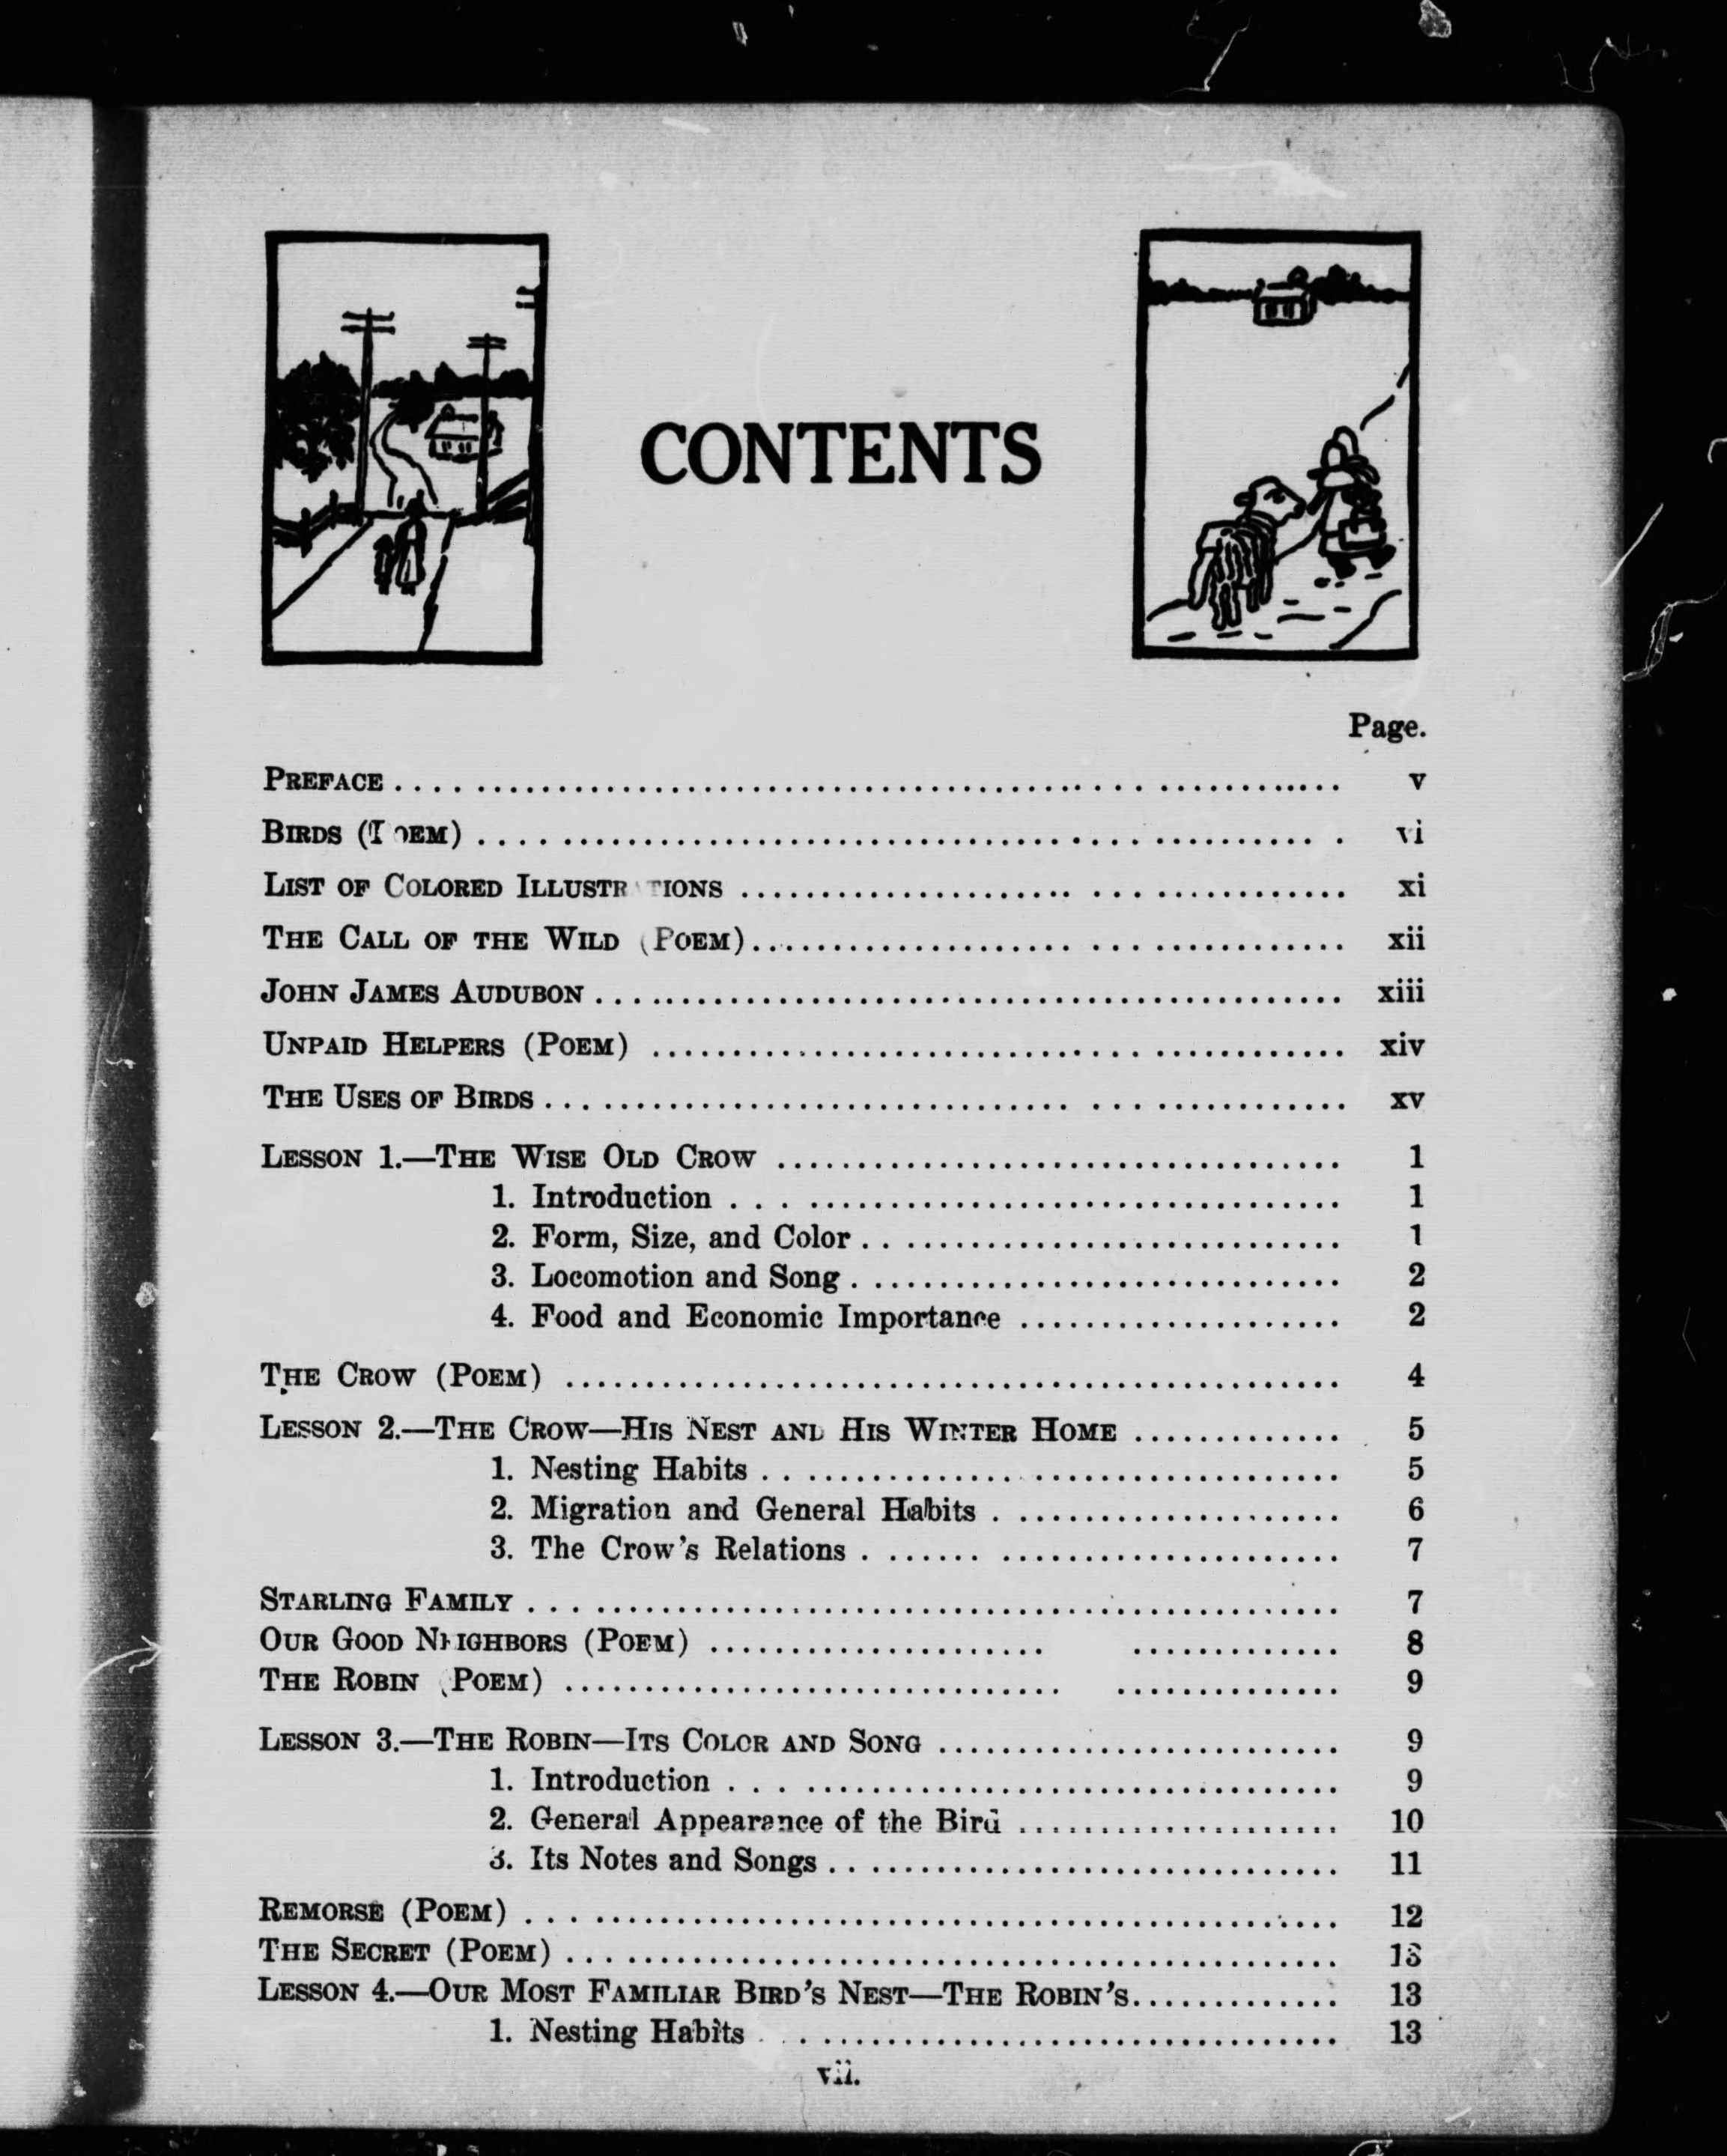 CONTENTS
Page.
PREFACE ........ v
BIRDS (POEM) ........ vi
LIST OF COLORED ILLUSTRATIONS ........ xi
THE CALL OF THE WILD (POEM) ........ xii
JOHN JAMES AUDUBON ........ xiii
UNPAID HELPERS (POEM) ........ xiv
THE USES OF BIRDS ........ xv
LESSON 1.—THE WISE OLD CROW ........ 1
1. Introduction ........ 1
2. Form, Size, and Color ........ 1
3. Locomotion and Song ........ 2
4. Food and Economic Importance ........ 2
THE CROW (POEM) ........ 4
LESSON 2.—THE CROW—HIS NEST AND HIS WINTER HOME ........ 5
1. Nesting Habits ........ 5
2. Migration and General Habits ........ 6
3. The Crow's Relations ........ 7
STARLING FAMILY ........ 7
OUR GOOD NEIGHBORS (POEM) ........ 8
THE ROBIN (POEM) ........ 9
LESSON 3.—THE ROBIN—ITS COLOR AND SONG ........ 9
1. Introduction ........ 9
2. General Appearance of the Bird ........ 10
3. Its Notes and Songs ........ 11
REMORSE (POEM) ........ 12
THE SECRET (POEM) ........ 13
LESSON 4.—OUR MOST FAMILIAR BIRD'S NEST—THE ROBIN'S ........ 13
1. Nesting Habits ........ 13
vii.